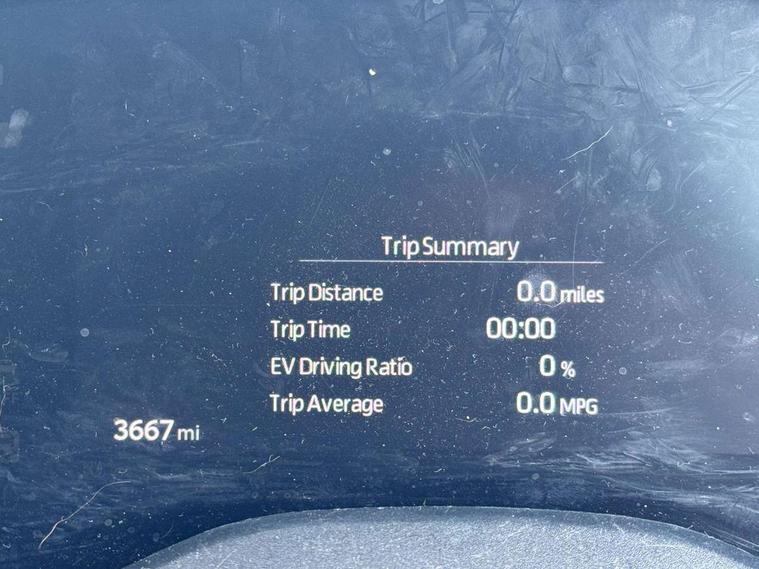 Trip Summary
Trip Distance 0.0 miles
Trip Time 00:00
EV Driving Ratio 0 %
Trip Average 0.0 MPG
3667 mi